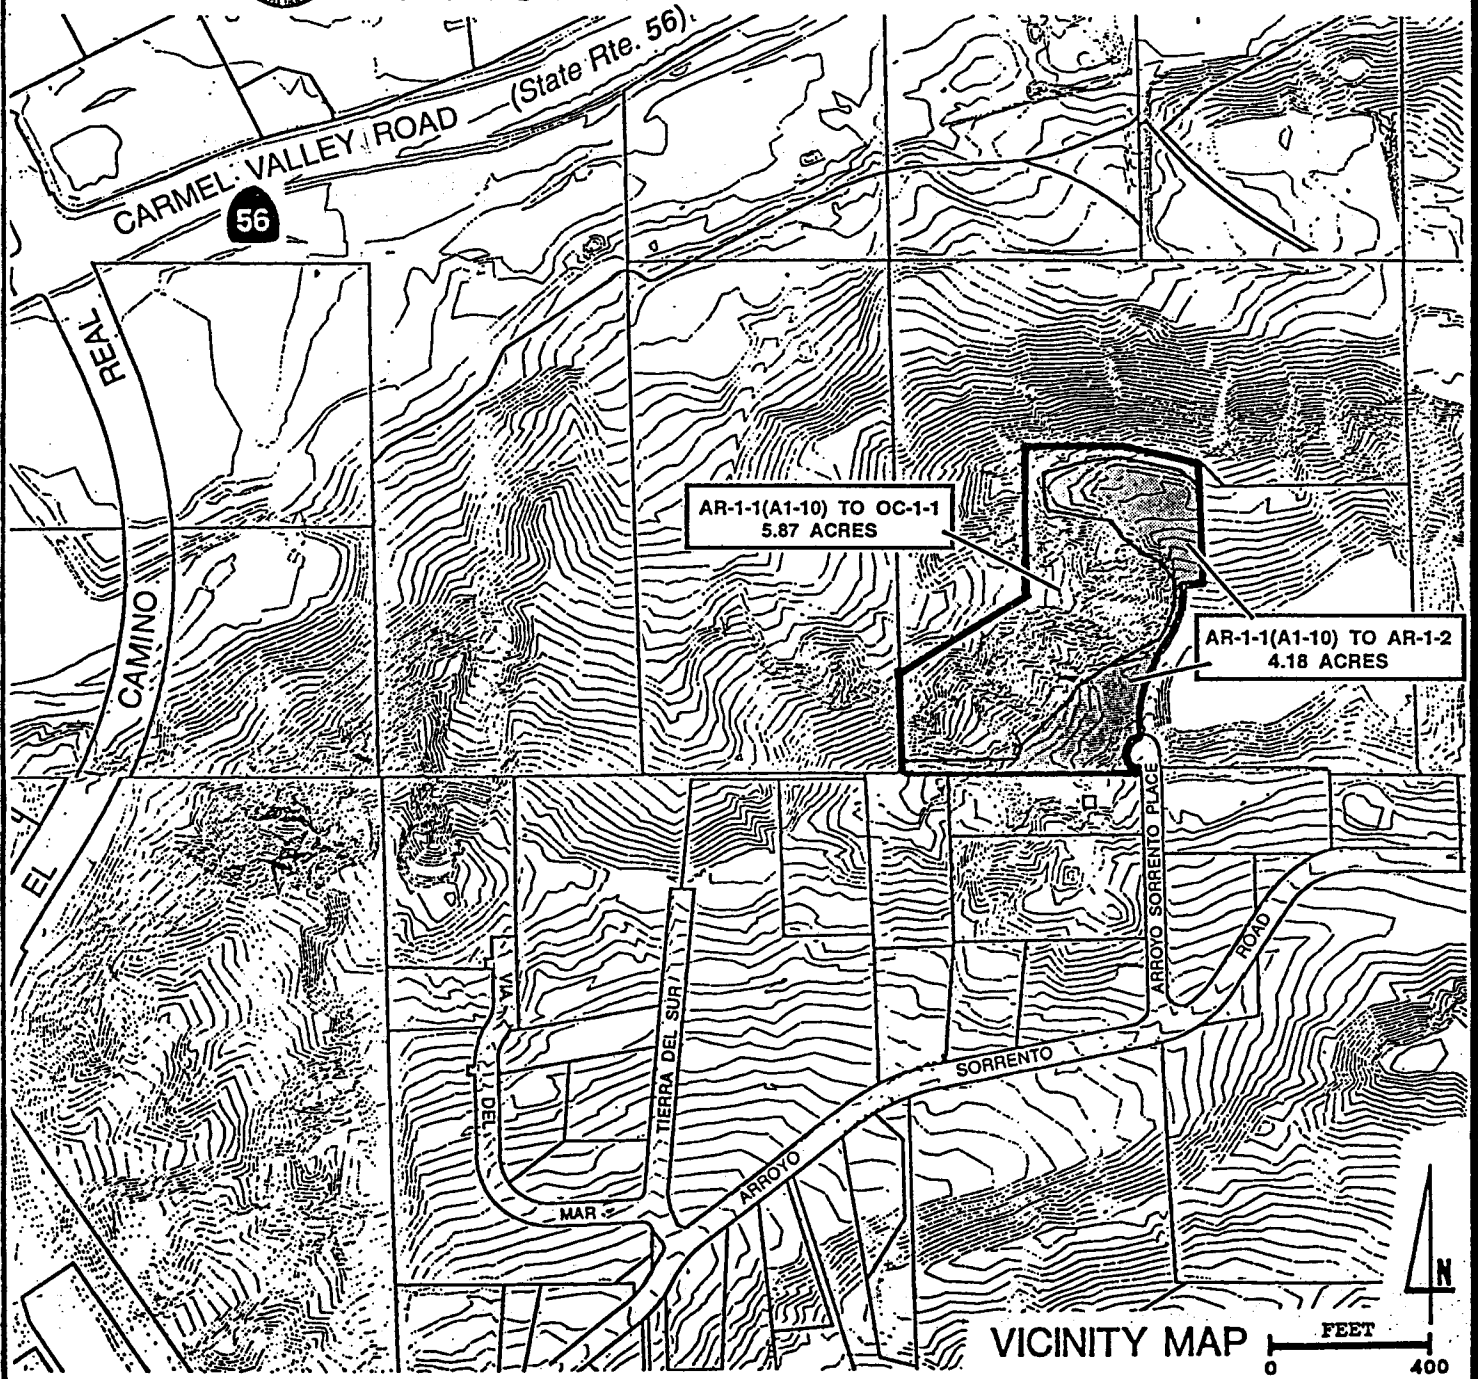 (State Rte. 56)
CARMEL VALLEY ROAD
56
EL CAMINO REAL
AR-1-1(A1-10) TO OC-1-1
5.87 ACRES
AR-1-1(A1-10) TO AR-1-2
4.18 ACRES
ARROYO SORRENTO PLACE
ARROYO SORRENTO ROAD
VIA DEL MAR
TIERRA DEL SUR
N
VICINITY MAP
FEET
0 400